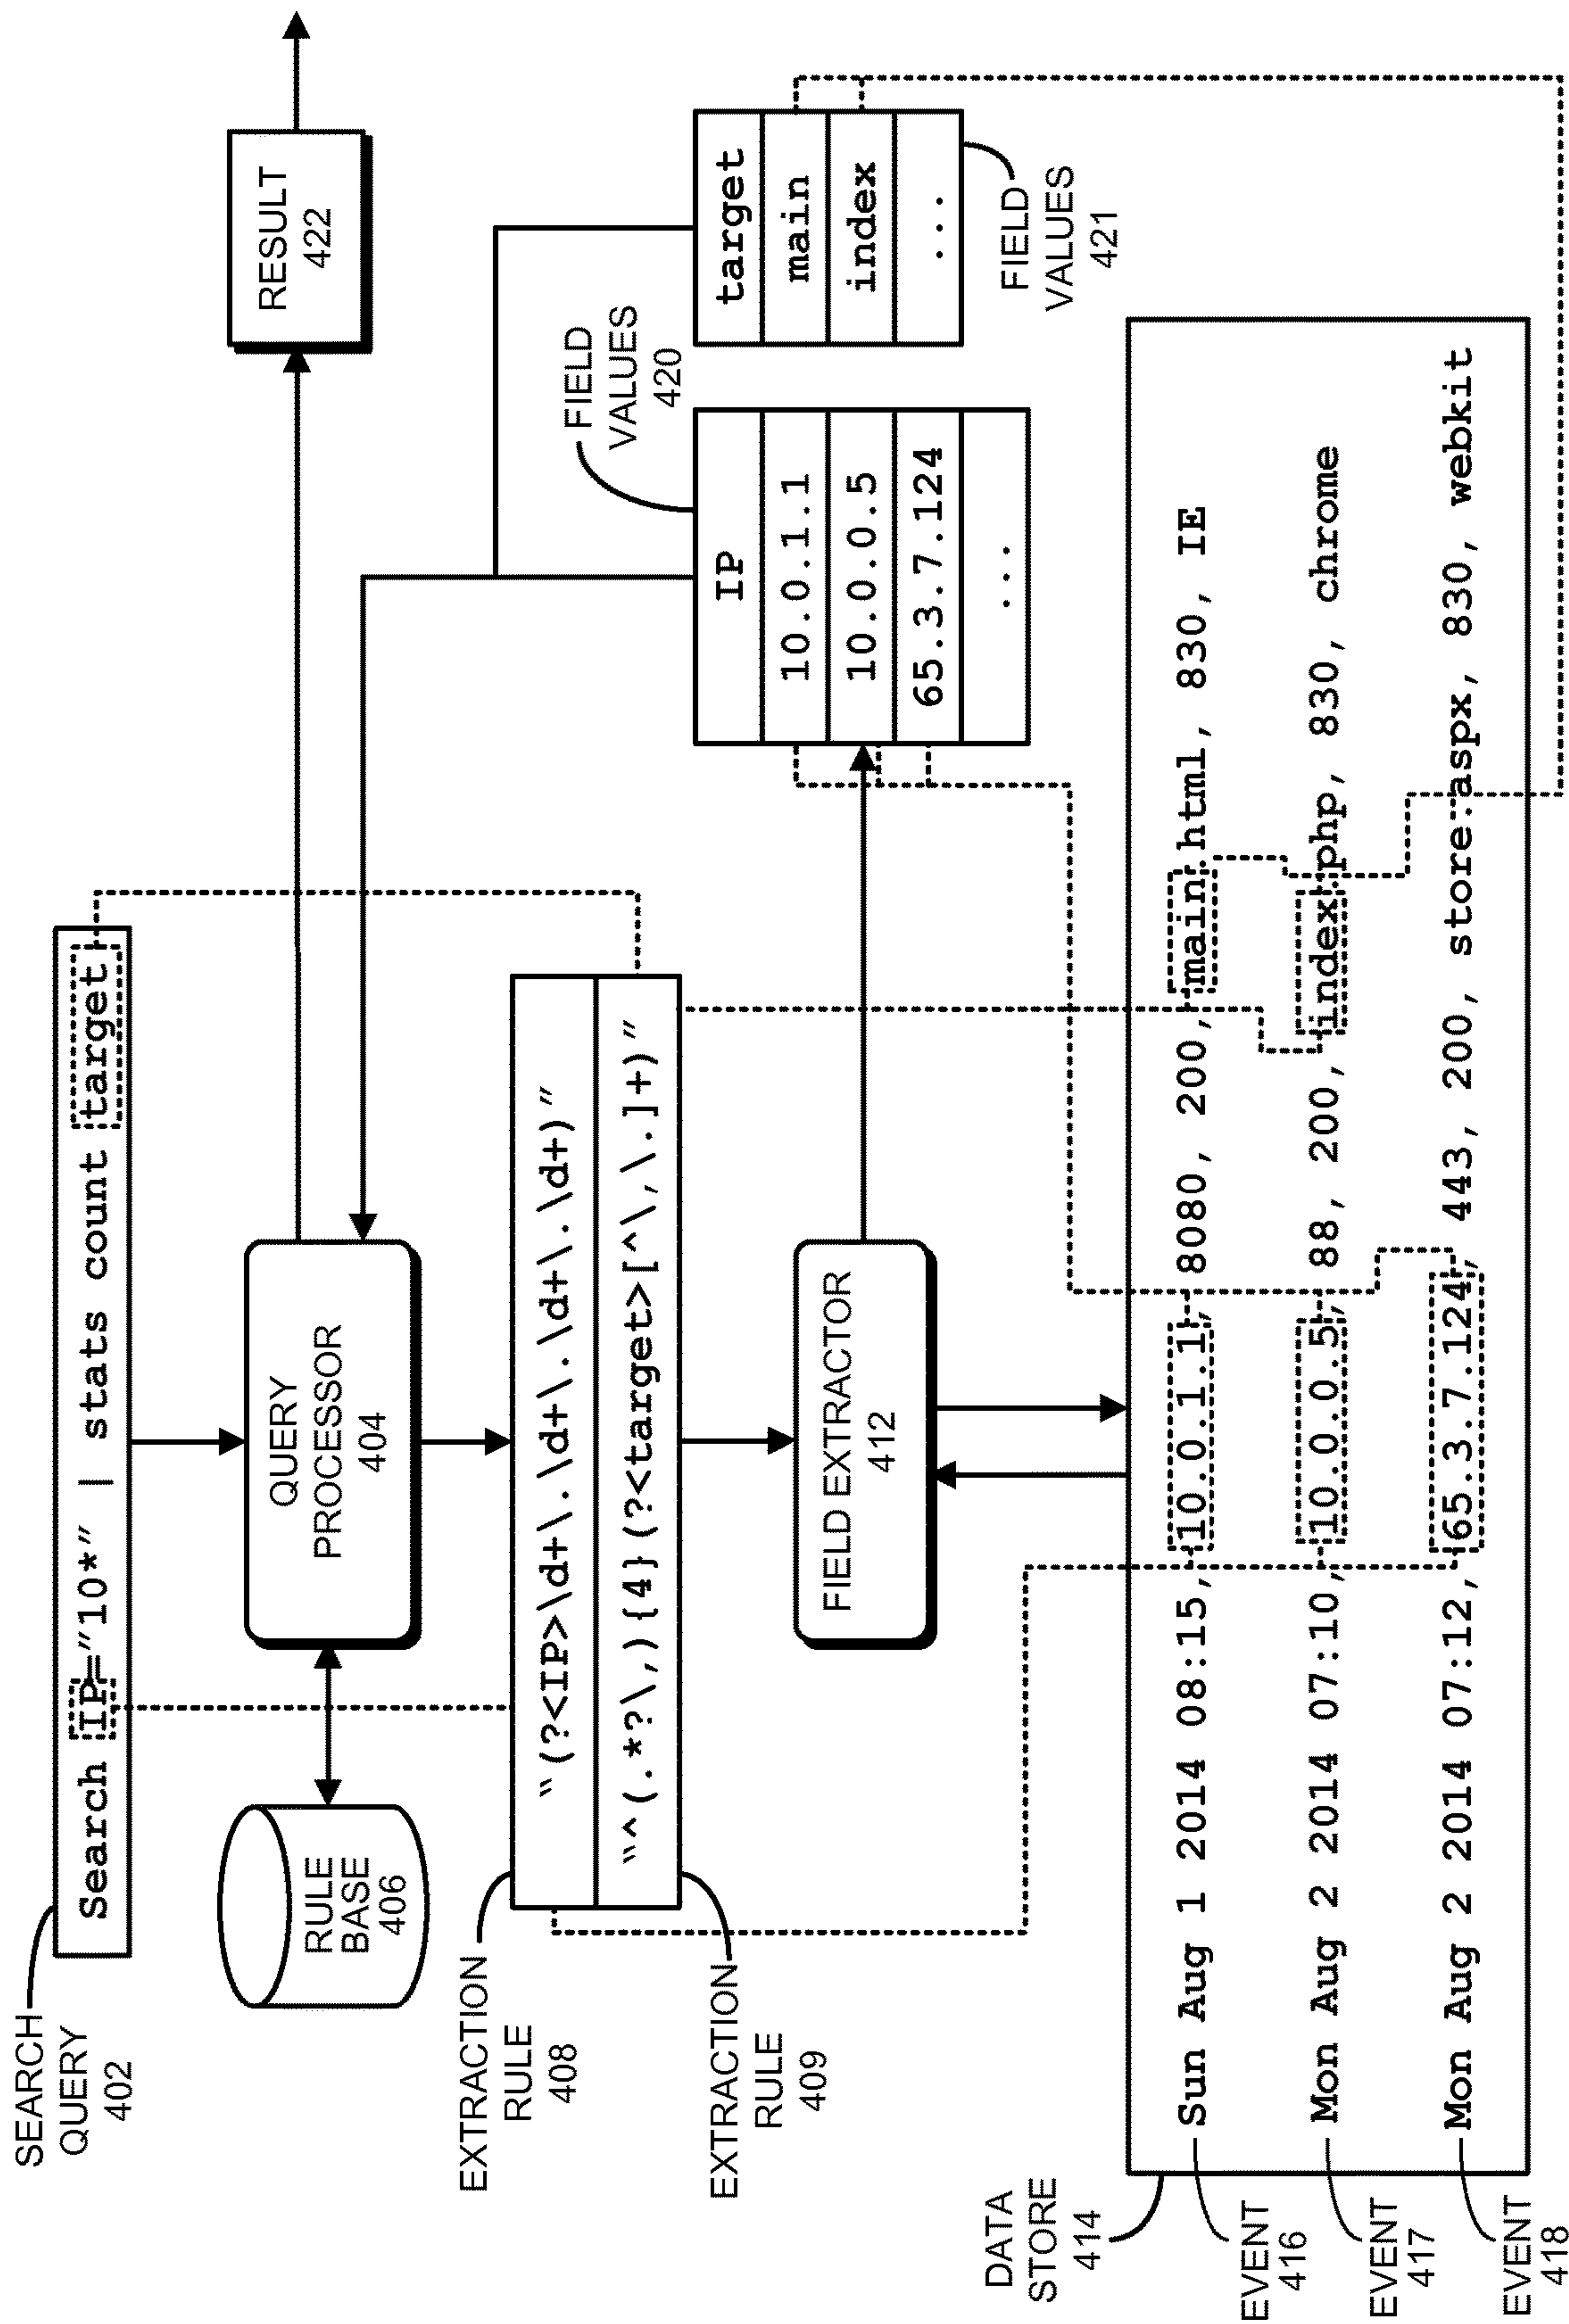 SEARCH
QUERY
402
Search IP="10*" | stats count target
RULE
BASE
406
QUERY
PROCESSOR
404
RESULT
422
EXTRACTION
RULE
408
"(?<IP>\d+\.\d+\.\d+\.\d+)"
"^(.*?\,){4}(?<target>[^\,\.]+)"
EXTRACTION
RULE
409
FIELD EXTRACTOR
412
FIELD
VALUES
420
IP
10.0.1.1
10.0.0.5
65.3.7.124
...
target
main
index
...
FIELD
VALUES
421
DATA
STORE
414
EVENT
416
Sun Aug 1 2014 08:15, 10.0.1.1, 8080, 200, main.html, 830, IE
EVENT
417
Mon Aug 2 2014 07:10, 10.0.0.5, 88, 200, index.php, 830, chrome
EVENT
418
Mon Aug 2 2014 07:12, 65.3.7.124, 443, 200, store.aspx, 830, webkit